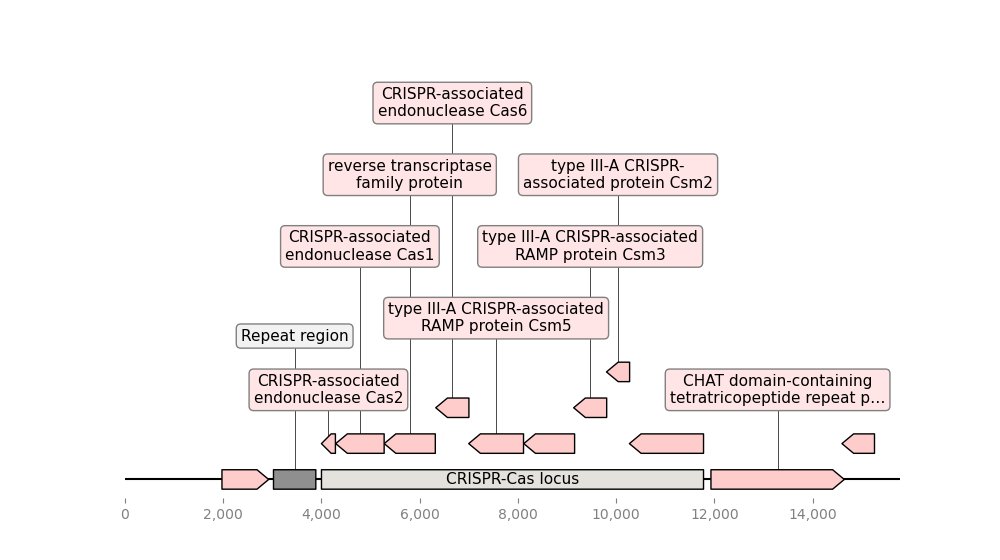 CRISPR-associated
endonuclease Cas6
reverse transcriptase
family protein
type III-A CRISPR-
associated protein Csm2
CRISPR-associated
endonuclease Cas1
type III-A CRISPR-associated
RAMP protein Csm3
type III-A CRISPR-associated
RAMP protein Csm5
Repeat region
CRISPR-associated
endonuclease Cas2
CHAT domain-containing
tetratricopeptide repeat p...
CRISPR-Cas locus
0 2,000 4,000 6,000 8,000 10,000 12,000 14,000